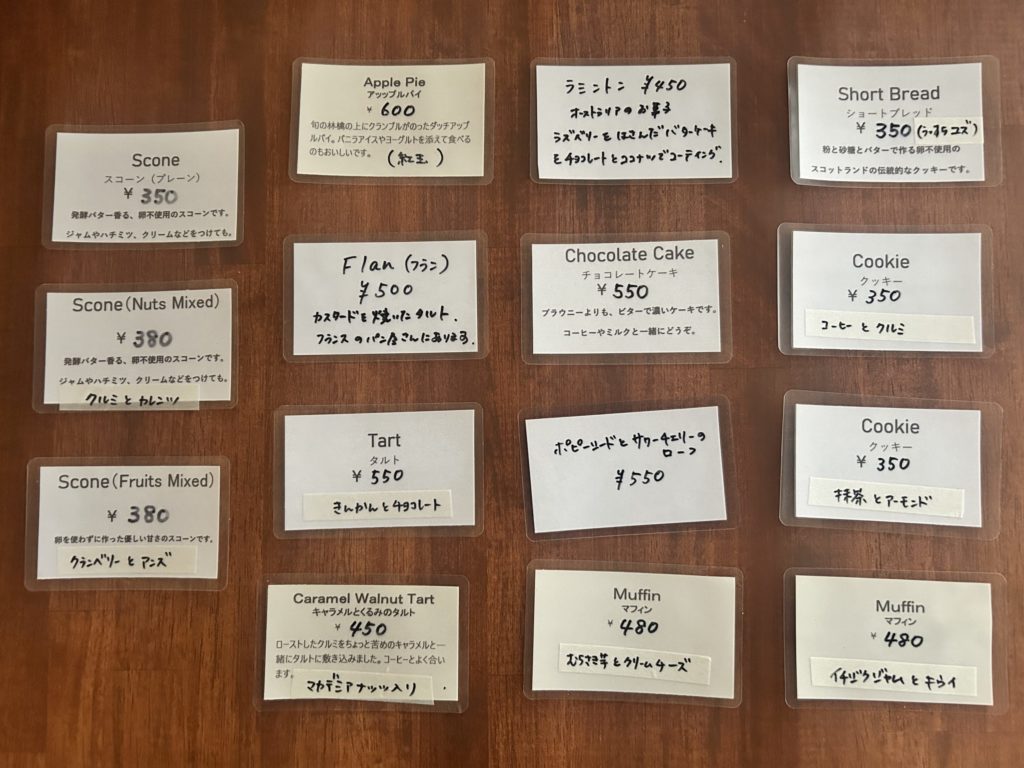 Scone
スコーン（プレーン）
¥ 350
発酵バター香る、卵不使用のスコーンです。
ジャムやハチミツ、クリームなどをつけても。
Scone(Nuts Mixed)
¥ 380
発酵バター香る、卵不使用のスコーンです。
ジャムやハチミツ、クリームなどをつけても。
クルミとカレンツ
Scone(Fruits Mixed)
¥ 380
卵を使わずに作った優しい甘さのスコーンです。
クランベリーとアンズ
Apple Pie
アップルパイ
¥ 600
旬の林檎の上にクランブルがのったダッチアップ
ルパイ。バニラアイスやヨーグルトを添えて食べる
のもおいしいです。 (紅玉)
Flan (フラン)
¥500
カスタードを焼いたタルト.
フランスのパン屋さんにあります.
Tart
タルト
¥ 550
きんかんとチョコレート
Caramel Walnut Tart
キャラメルとくるみのタルト
¥ 450
ローストしたクルミをちょっと苦めのキャラメルと一
緒にタルトに敷き込みました。コーヒーとよく合い
ます。
マカデミアナッツ入り
ラミントン ¥450
オーストラリアのお菓子
ラズベリーをはさんだバターケーキ
をチョコレートとココナッツでコーティング.
Chocolate Cake
チョコレートケーキ
¥ 550
ブラウニーよりも、ビターで濃いケーキです。
コーヒーやミルクと一緒にどうぞ。
ポピーシードとサワーチェリーの
ローフ
¥550
Muffin
マフィン
¥ 480
むらさき芋とクリームチーズ
Short Bread
ショートブレッド
¥ 350
粉と砂糖とバターで作る卵不使用の
スコットランドの伝統的なクッキーです。
Cookie
クッキー
¥ 350
コーヒーとクルミ
Cookie
クッキー
¥ 350
抹茶とアーモンド
Muffin
マフィン
¥ 480
イチジクジャムとキウイ